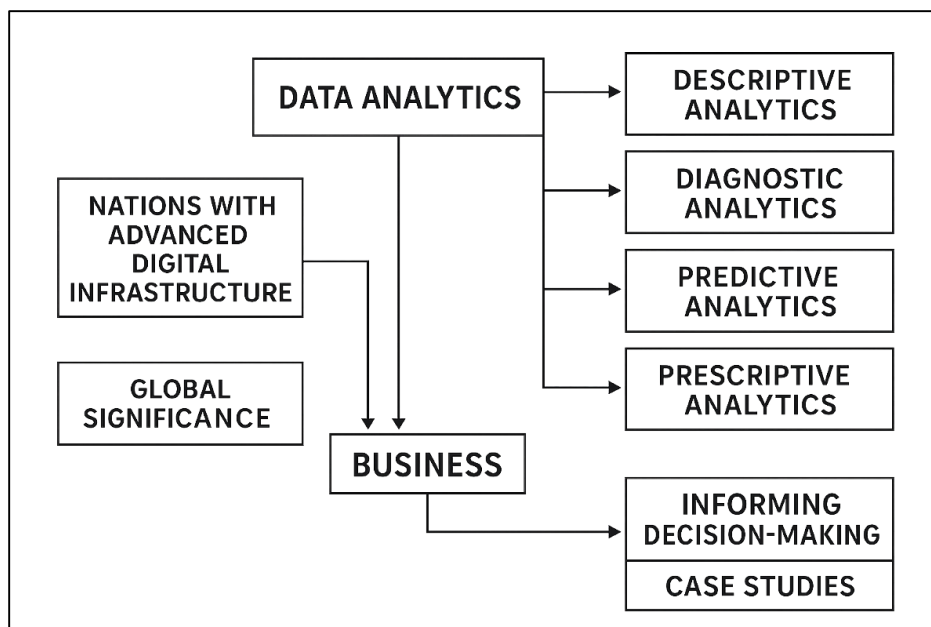 DATA ANALYTICS
DESCRIPTIVE
ANALYTICS
DIAGNOSTIC
ANALYTICS
PREDICTIVE
ANALYTICS
PRESCRIPTIVE
ANALYTICS
NATIONS WITH
ADVANCED
DIGITAL
INFRASTRUCTURE
GLOBAL
SIGNIFICANCE
BUSINESS
INFORMING
DECISION-MAKING
CASE STUDIES